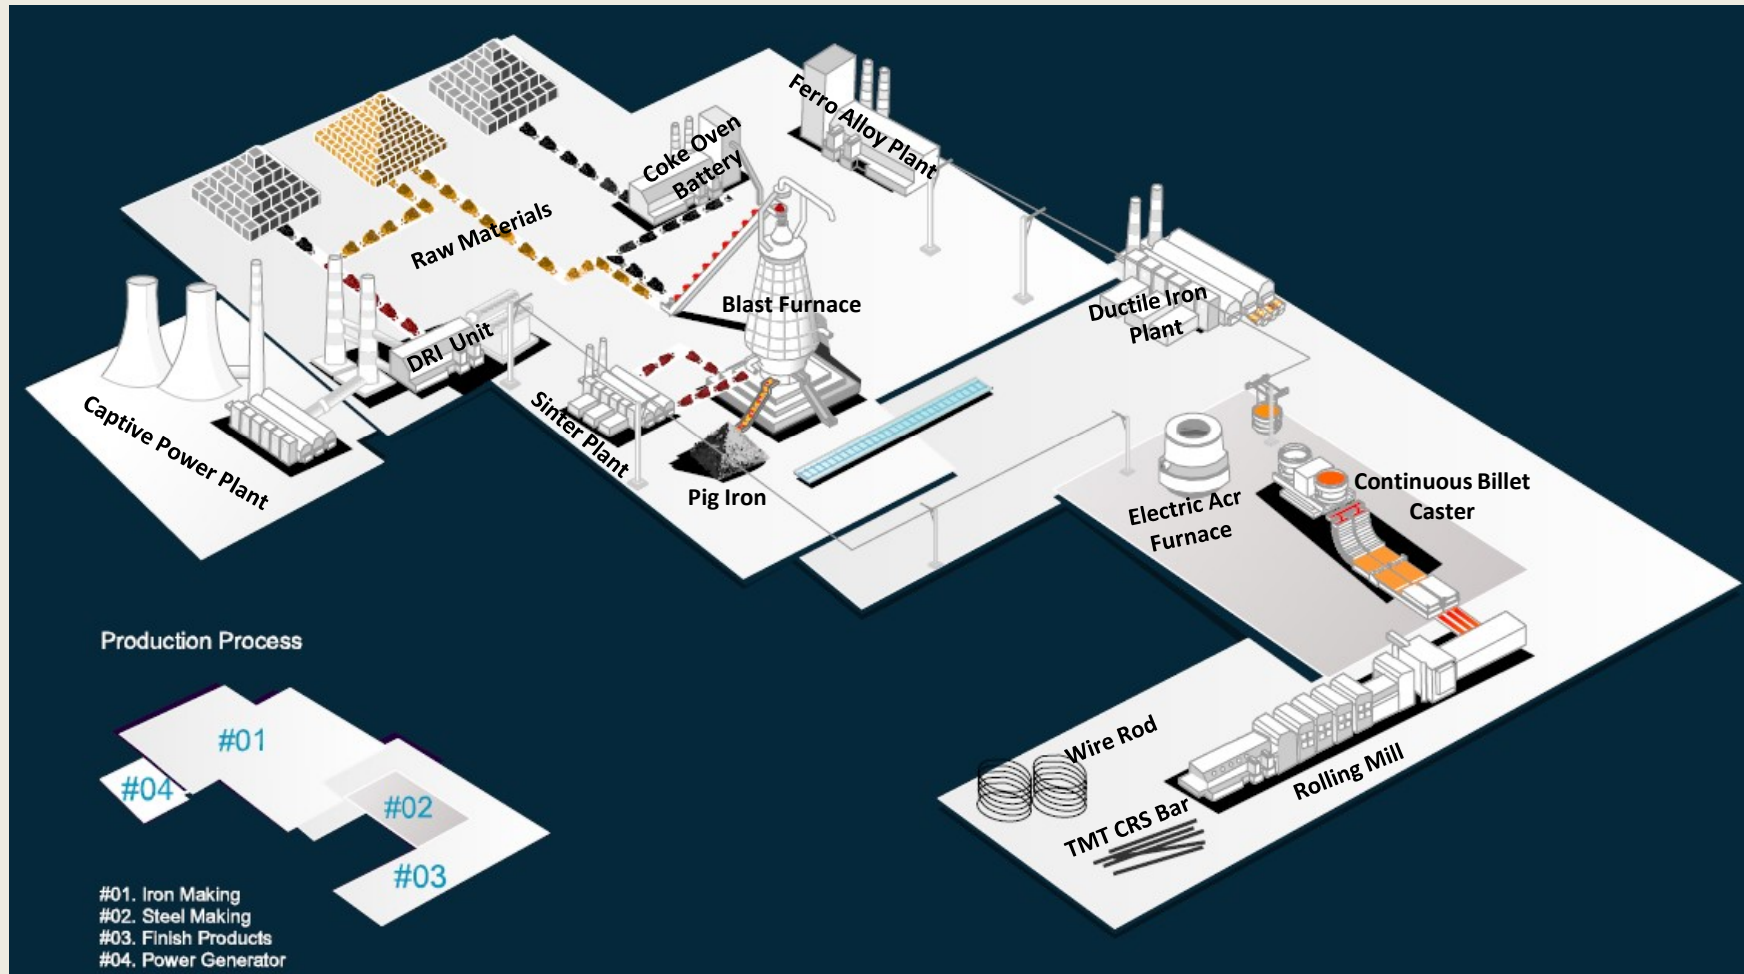 Ferro Alloy Plant
Coke Oven
Battery
Raw Materials
Blast Furnace
Ductile Iron
Plant
DRI Unit
Captive Power Plant
Sinter Plant
Pig Iron
Electric Acr
Furnace
Continuous Billet
Caster
Production Process
#01
#04
#02
#03
Wire Rod
TMT CRS Bar
Rolling Mill
#01. Iron Making
#02. Steel Making
#03. Finish Products
#04. Power Generator